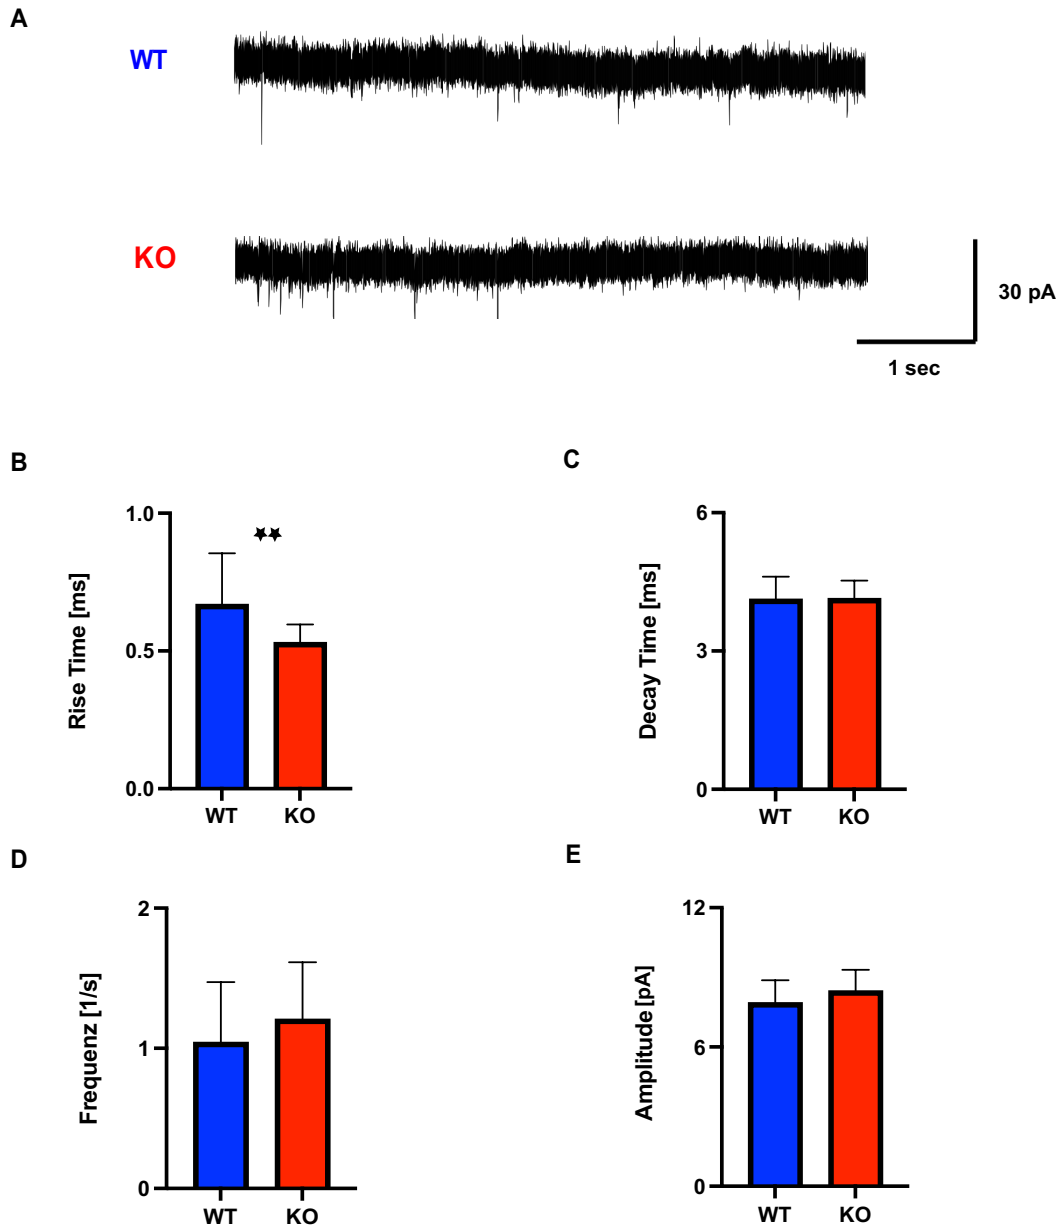 A
WT
KO
30 pA
1 sec
B
Rise Time [ms]
1.0
0.5
0.0
WT
KO
C
Decay Time [ms]
6
3
0
WT
KO
D
Frequenz [1/s]
2
1
0
WT
KO
E
Amplitude [pA]
12
6
0
WT
KO